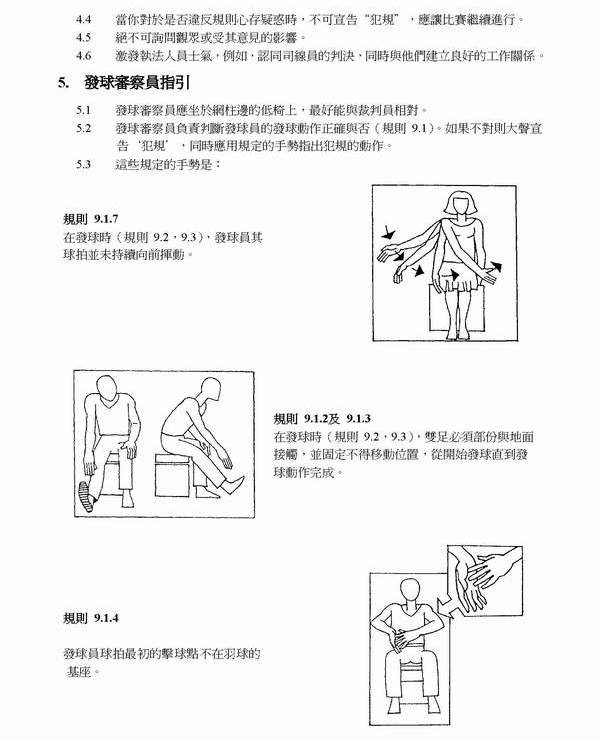 4.4 當你對於是否違反規則心存疑惑時，不可宣告“犯規”，應讓比賽繼續進行。
4.5 絕不可詢問觀眾或受其意見的影響。
4.6 激發執法人員士氣，例如，認同司線員的判決，同時與他們建立良好的工作關係。
5. 發球審察員指引
5.1 發球審察員應坐於網柱邊的低椅上，最好能與裁判員相對。
5.2 發球審察員負責判斷發球員的發球動作正確與否（規則 9.1）。如果不對則大聲宣
告‘犯規’，同時應用規定的手勢指出犯規的動作。
5.3 這些規定的手勢是：
規則 9.1.7
在發球時（規則 9.2，9.3），發球員其
球拍並未持續向前揮動。
規則 9.1.2及 9.1.3
在發球時（規則 9.2，9.3），雙足必須部份與地面
接觸，並固定不得移動位置，從開始發球直到發
球動作完成。
規則 9.1.4
發球員球拍最初的擊球點不在羽球的
基座。